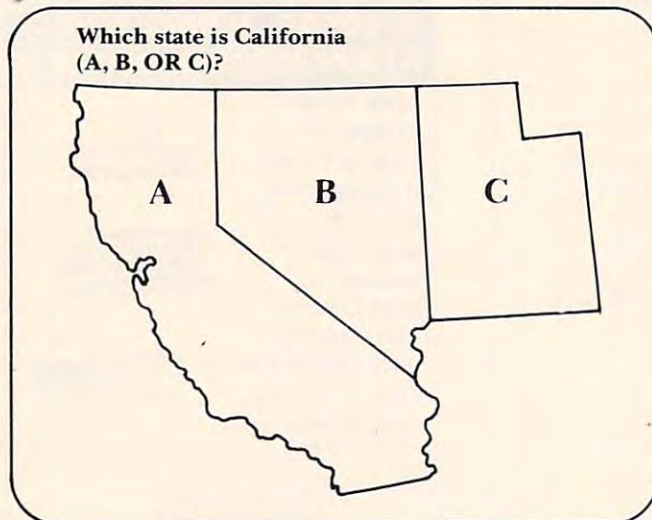 Which state is California
(A, B, OR C)?
A B C